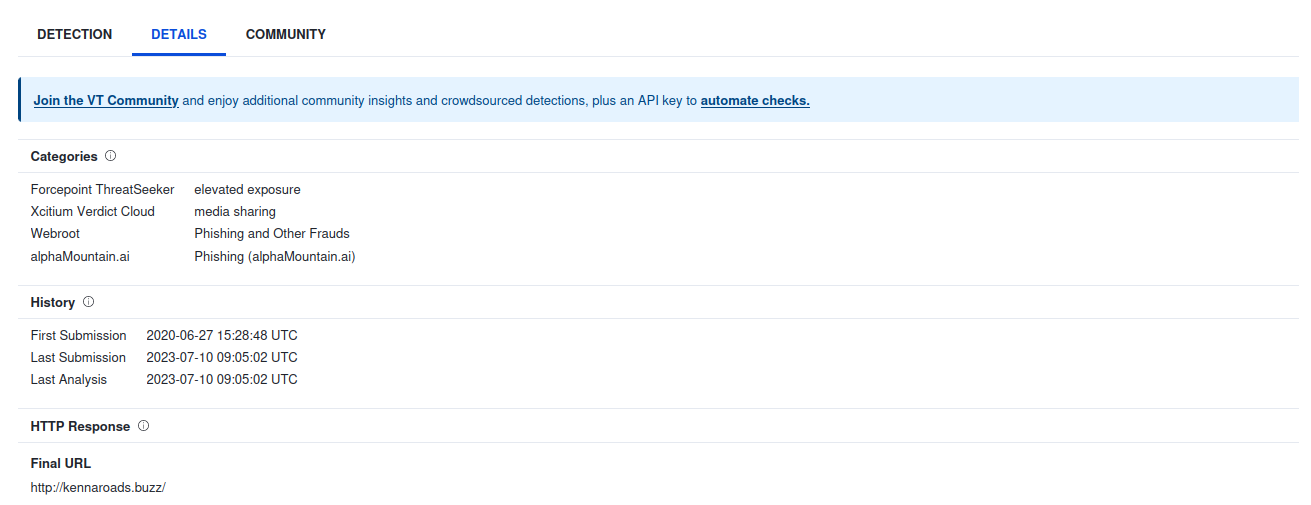 DETECTION DETAILS COMMUNITY
Join the VT Community and enjoy additional community insights and crowdsourced detections, plus an API key to automate checks.
Categories
Forcepoint ThreatSeeker elevated exposure
Xcitium Verdict Cloud media sharing
Webroot Phishing and Other Frauds
alphaMountain.ai Phishing (alphaMountain.ai)
History
First Submission 2020-06-27 15:28:48 UTC
Last Submission 2023-07-10 09:05:02 UTC
Last Analysis 2023-07-10 09:05:02 UTC
HTTP Response
Final URL
http://kennaroads.buzz/